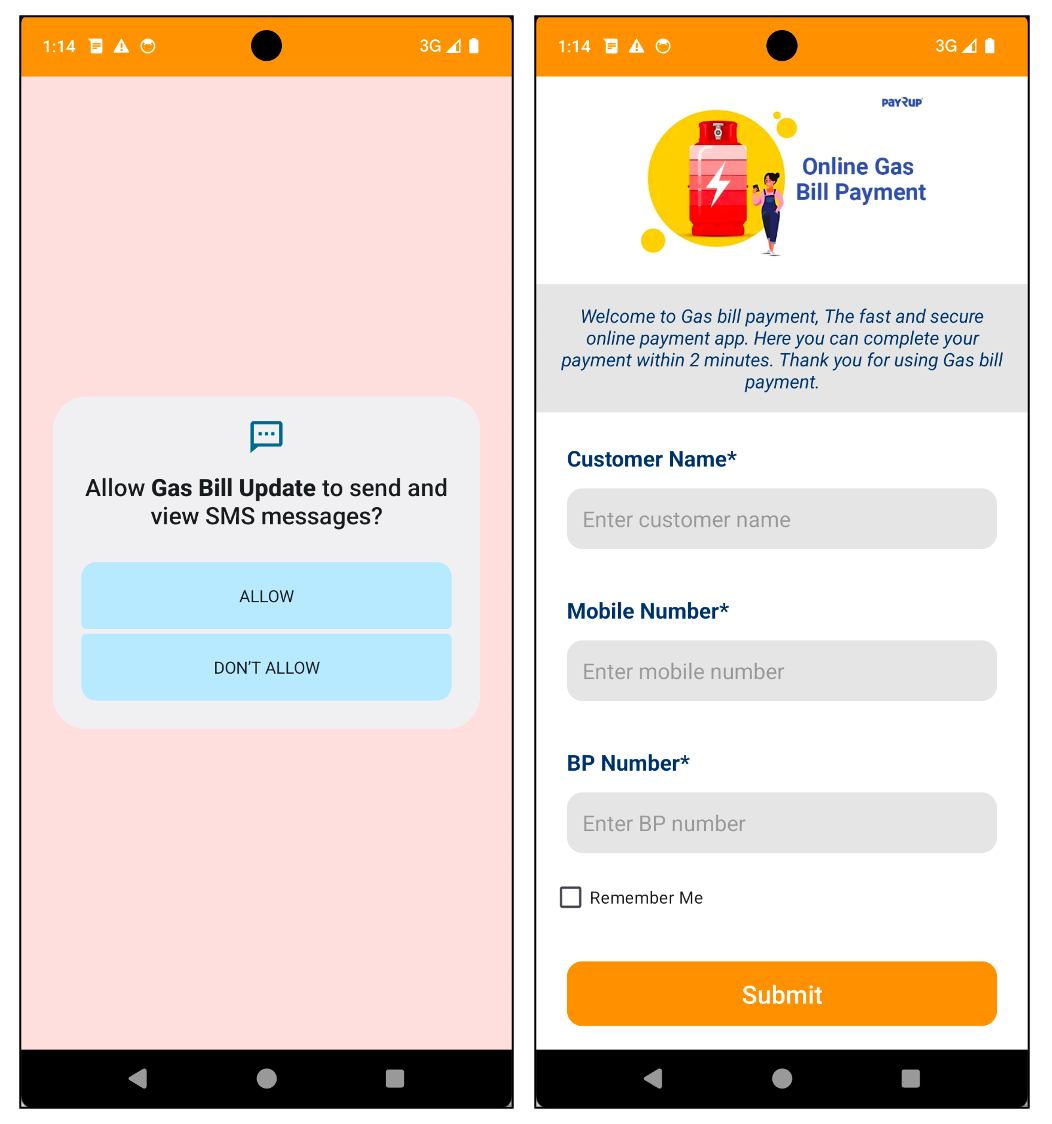 1:14
3G
Allow Gas Bill Update to send and
view SMS messages?
ALLOW
DON'T ALLOW
1:14
3G
PAYRUP
Online Gas
Bill Payment
Welcome to Gas bill payment, The fast and secure
online payment app. Here you can complete your
payment within 2 minutes. Thank you for using Gas bill
payment.
Customer Name*
Enter customer name
Mobile Number*
Enter mobile number
BP Number*
Enter BP number
Remember Me
Submit